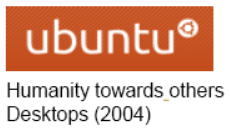 ubuntu
Humanity towards others
Desktops (2004)